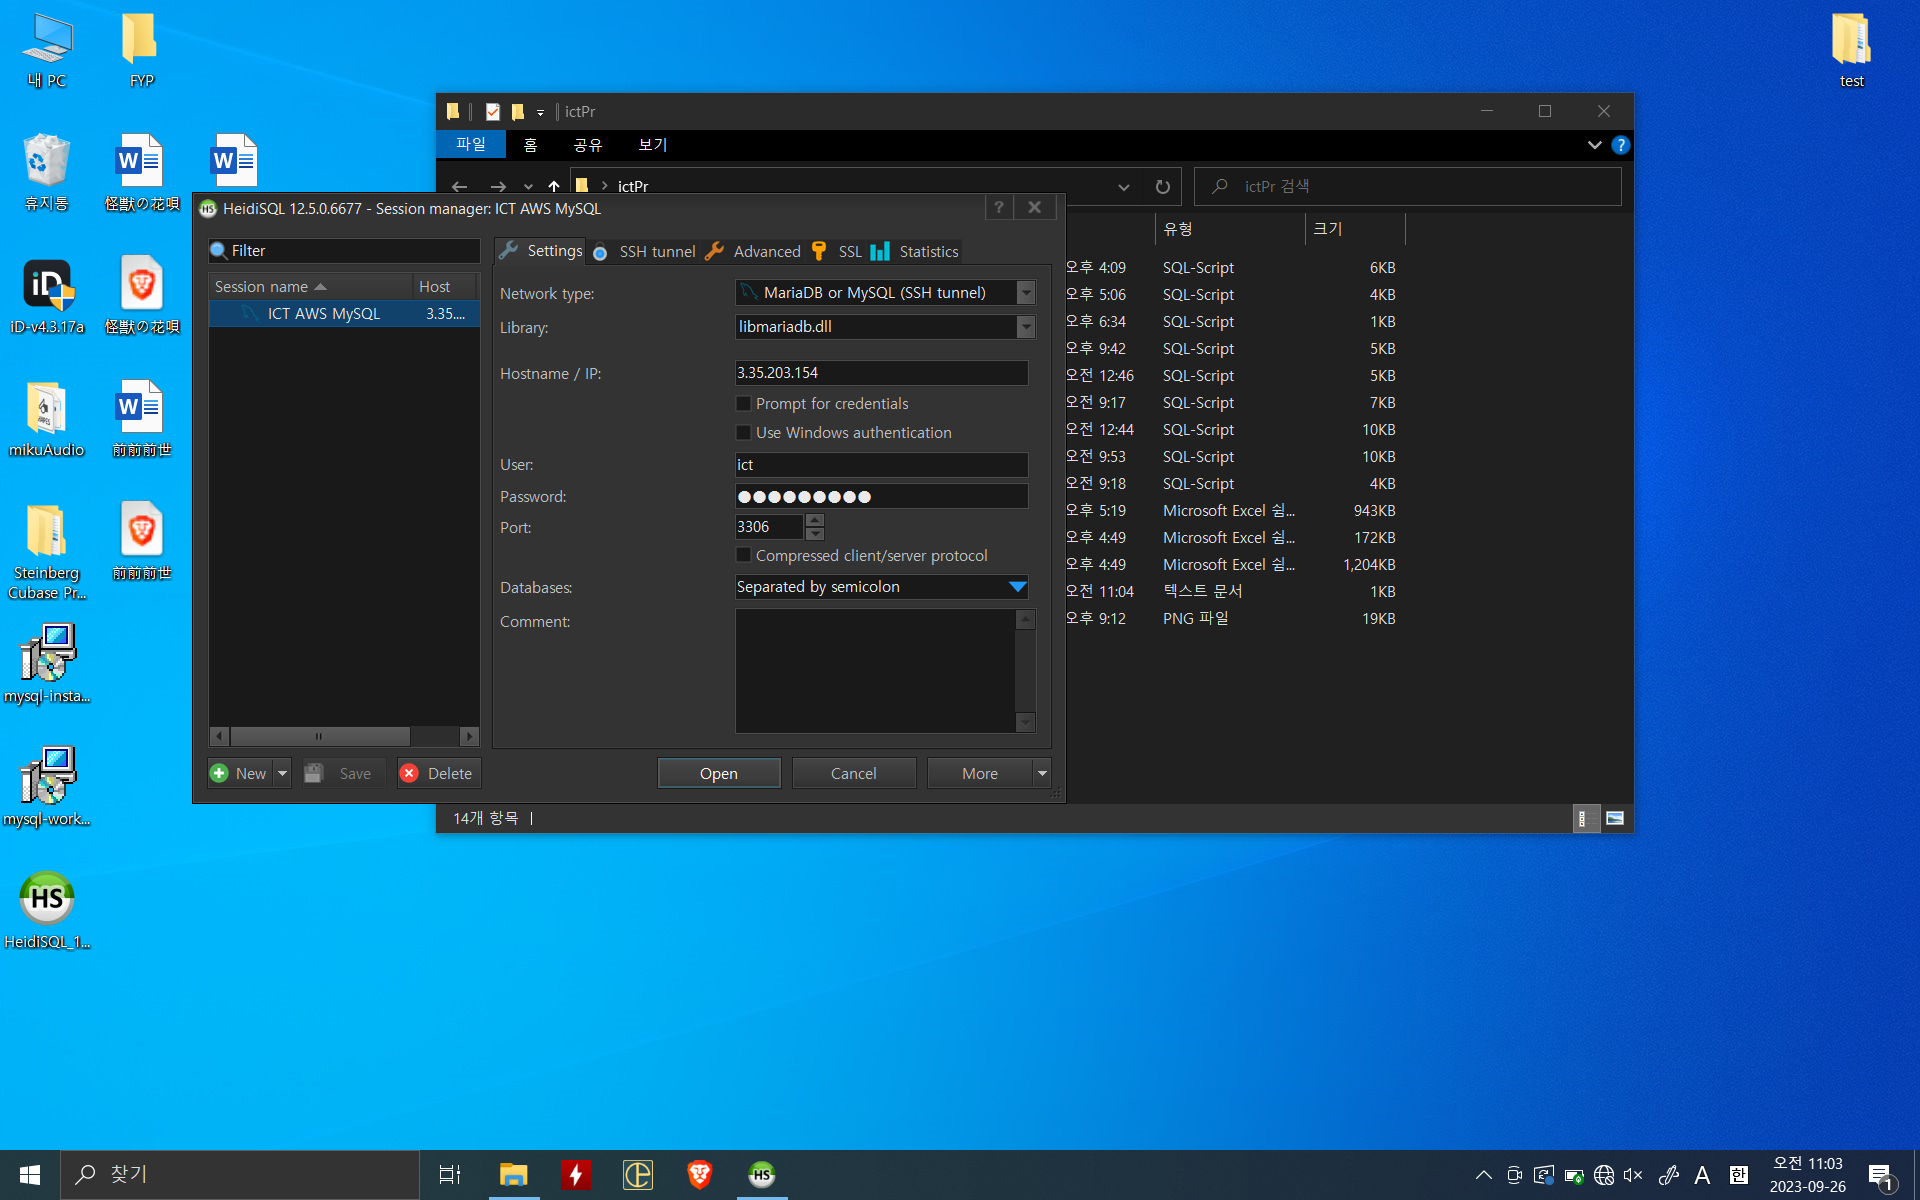 내 PC
FYP
test
휴지통
怪獣の花唄
iD-v4.3.17a
怪獣の花唄
mikuAudio
前前前世
Steinberg
Cubase Pr...
前前前世
mysql-insta...
mysql-work...
HeidiSQL_1...
ictPr
파일
홈
공유
보기
ictPr
ictPr 검색
유형
크기
오후 4:09 SQL-Script 6KB
오후 5:06 SQL-Script 4KB
오후 6:34 SQL-Script 1KB
오후 9:42 SQL-Script 5KB
오전 12:46 SQL-Script 5KB
오전 9:17 SQL-Script 7KB
오전 12:44 SQL-Script 10KB
오전 9:53 SQL-Script 10KB
오전 9:18 SQL-Script 4KB
오후 5:19 Microsoft Excel 쉼... 943KB
오후 4:49 Microsoft Excel 쉼... 172KB
오후 4:49 Microsoft Excel 쉼... 1,204KB
오전 11:04 텍스트 문서 1KB
오후 9:12 PNG 파일 19KB
14개 항목
HeidiSQL 12.5.0.6677 - Session manager: ICT AWS MySQL
Filter
Session name Host
ICT AWS MySQL 3.35....
Settings SSH tunnel Advanced SSL Statistics
Network type: MariaDB or MySQL (SSH tunnel)
Library: libmariadb.dll
Hostname / IP: 3.35.203.154
Prompt for credentials
Use Windows authentication
User: ict
Password: ●●●●●●●●●
Port: 3306
Compressed client/server protocol
Databases: Separated by semicolon
Comment:
New
Save
Delete
Open
Cancel
More
찾기
A
한
오전 11:03
2023-09-26
1